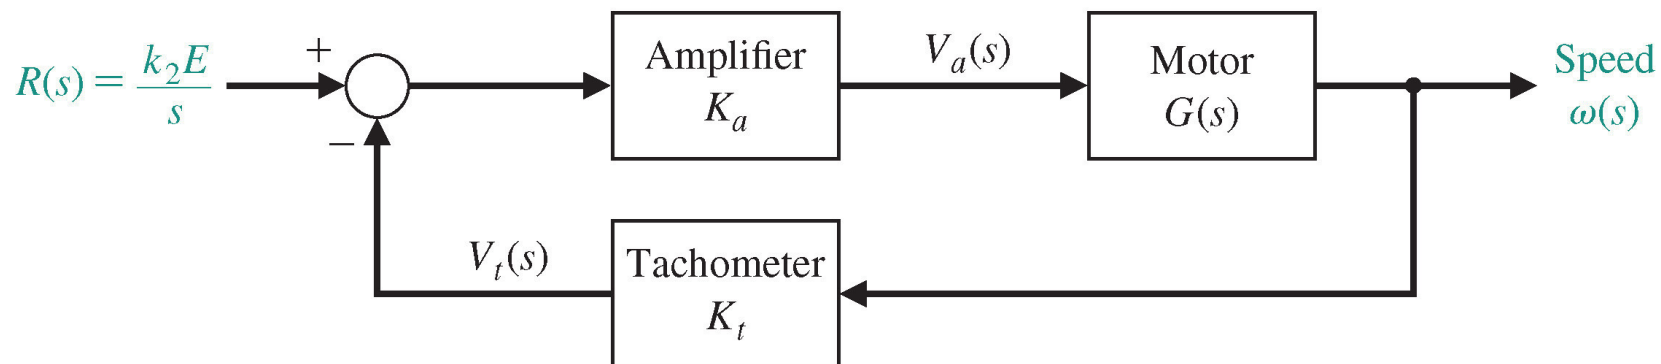 R(s) = k₂E/s
+
−
Amplifier
Kₐ
Vₐ(s)
Motor
G(s)
Speed
ω(s)
Vₜ(s)
Tachometer
Kₜ